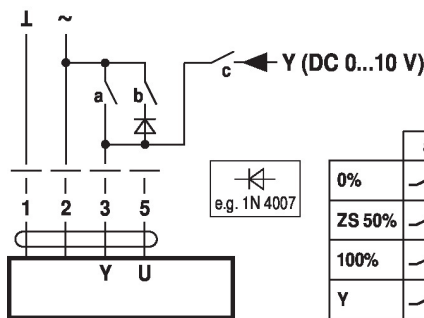 ⊥ ~
a b c Y (DC 0...10 V)
e.g. 1N 4007
1 2 3 5
Y U
0%
ZS 50%
100%
Y